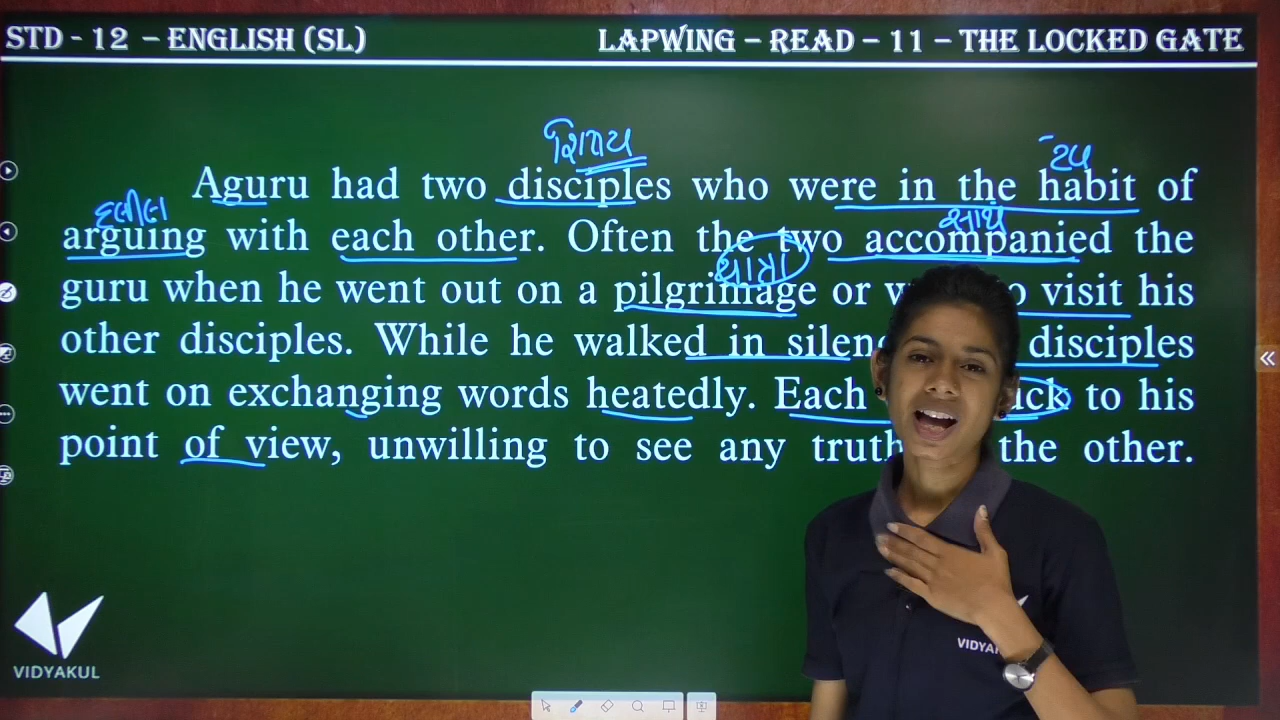 STD - 12 – ENGLISH (SL)
LAPWING – READ – 11 – THE LOCKED GATE
શિષ્ય
ટેવ
Aguru had two disciples who were in the habit of
દલીલ
સાથે
arguing with each other. Often the two accompanied the
યાત્રા
guru when he went out on a pilgrimage or visit his
other disciples. While he walked in disciples
went on exchanging words heatedly. Each to his
point of view, unwilling to see any truth the other.
VIDYAKUL